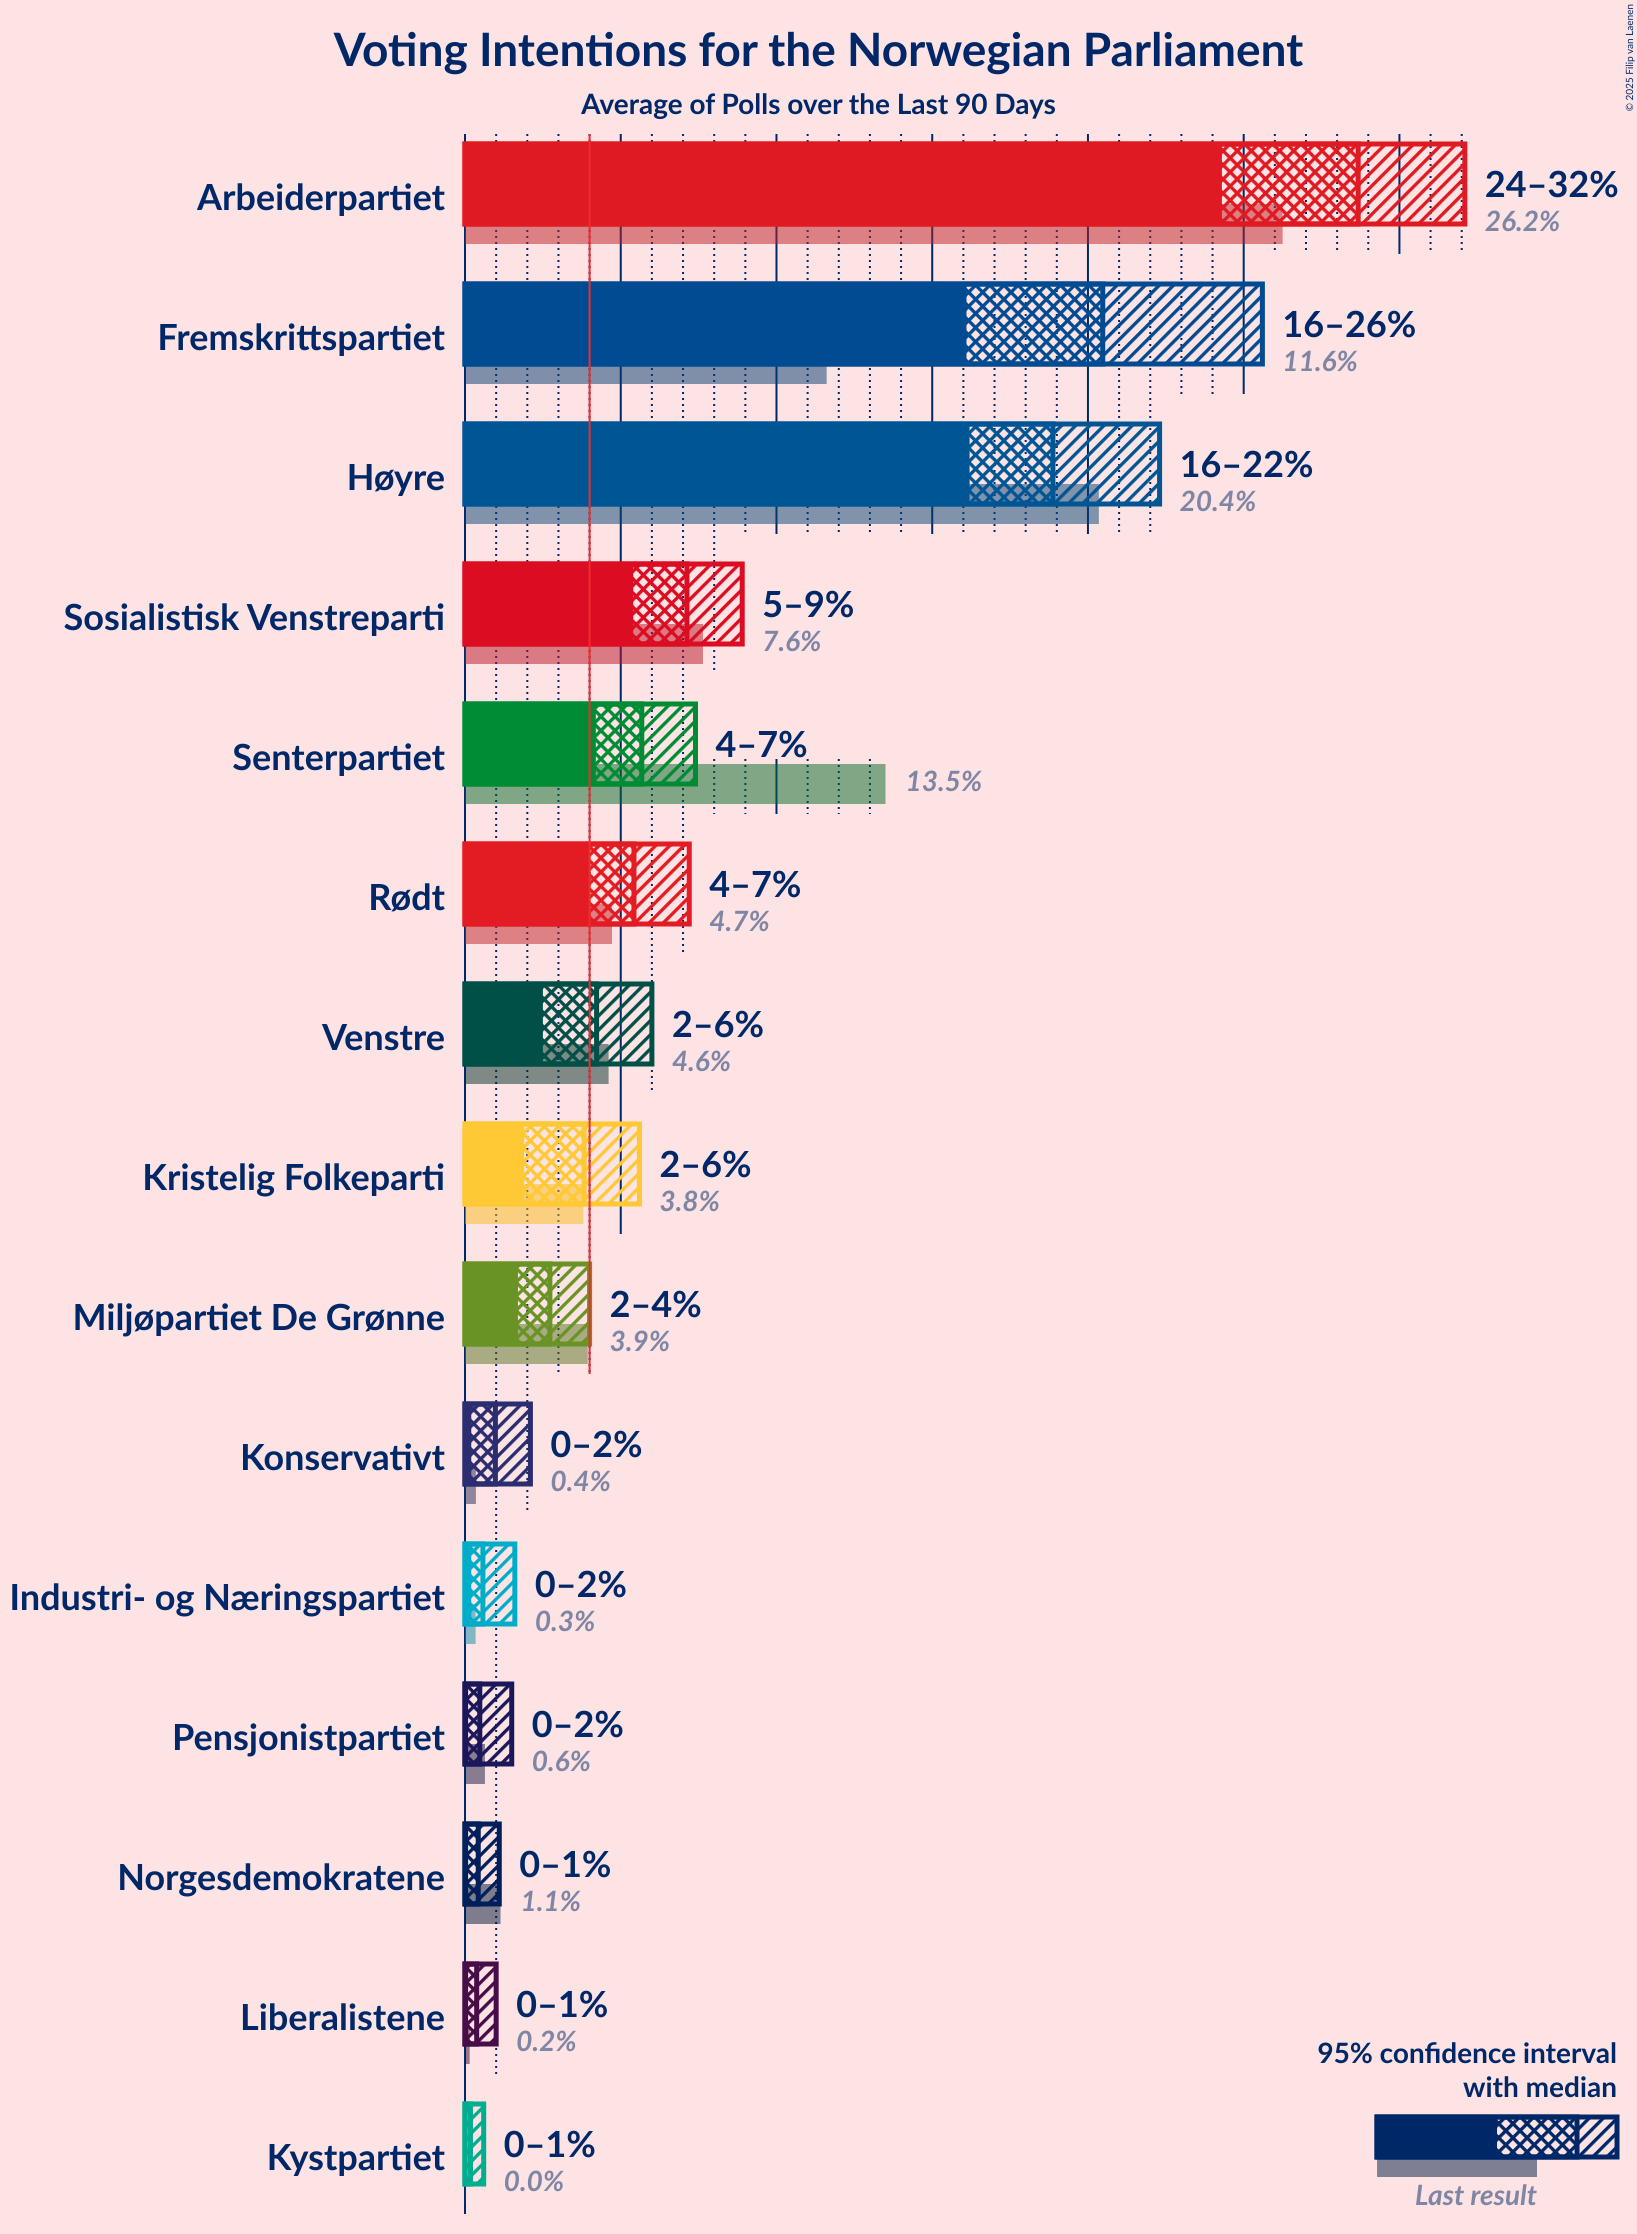 © 2025 Filip van Laenen
Voting Intentions for the Norwegian Parliament
Average of Polls over the Last 90 Days
Arbeiderpartiet
24–32%
26.2%
Fremskrittspartiet
16–26%
11.6%
Høyre
16–22%
20.4%
Sosialistisk Venstreparti
5–9%
7.6%
Senterpartiet
4–7%
13.5%
Rødt
4–7%
4.7%
Venstre
2–6%
4.6%
Kristelig Folkeparti
2–6%
3.8%
Miljøpartiet De Grønne
2–4%
3.9%
Konservativt
0–2%
0.4%
Industri- og Næringspartiet
0–2%
0.3%
Pensjonistpartiet
0–2%
0.6%
Norgesdemokratene
0–1%
1.1%
Liberalistene
0–1%
0.2%
Kystpartiet
0–1%
0.0%
95% confidence interval
with median
Last result